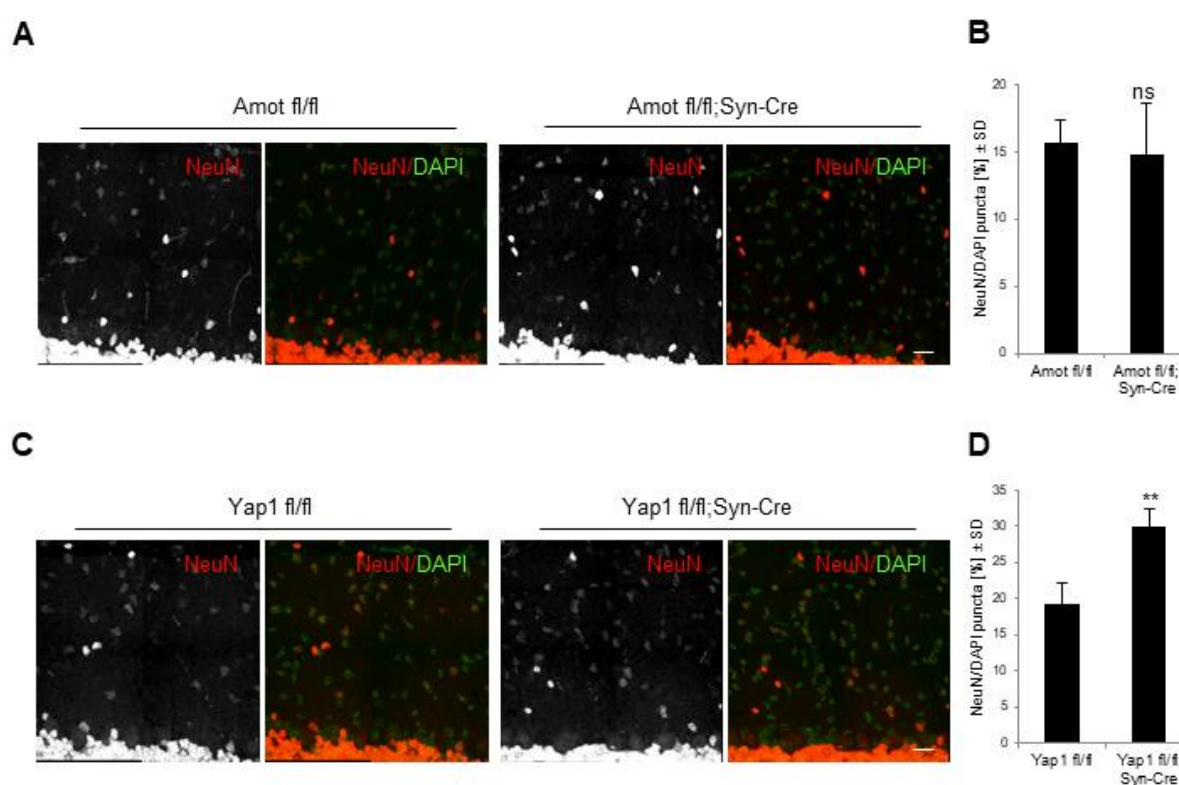 A
Amot fl/fl
Amot fl/fl;Syn-Cre
NeuN
NeuN/DAPI
NeuN
NeuN/DAPI
B
NeuN/DAPI puncta [%] ± SD
20
15
10
5
0
ns
Amot fl/fl
Amot fl/fl;
Syn-Cre
C
Yap1 fl/fl
Yap1 fl/fl;Syn-Cre
NeuN
NeuN/DAPI
NeuN
NeuN/DAPI
D
NeuN/DAPI puncta [%] ± SD
35
30
25
20
15
10
5
0
**
Yap1 fl/fl
Yap1 fl/fl;
Syn-Cre